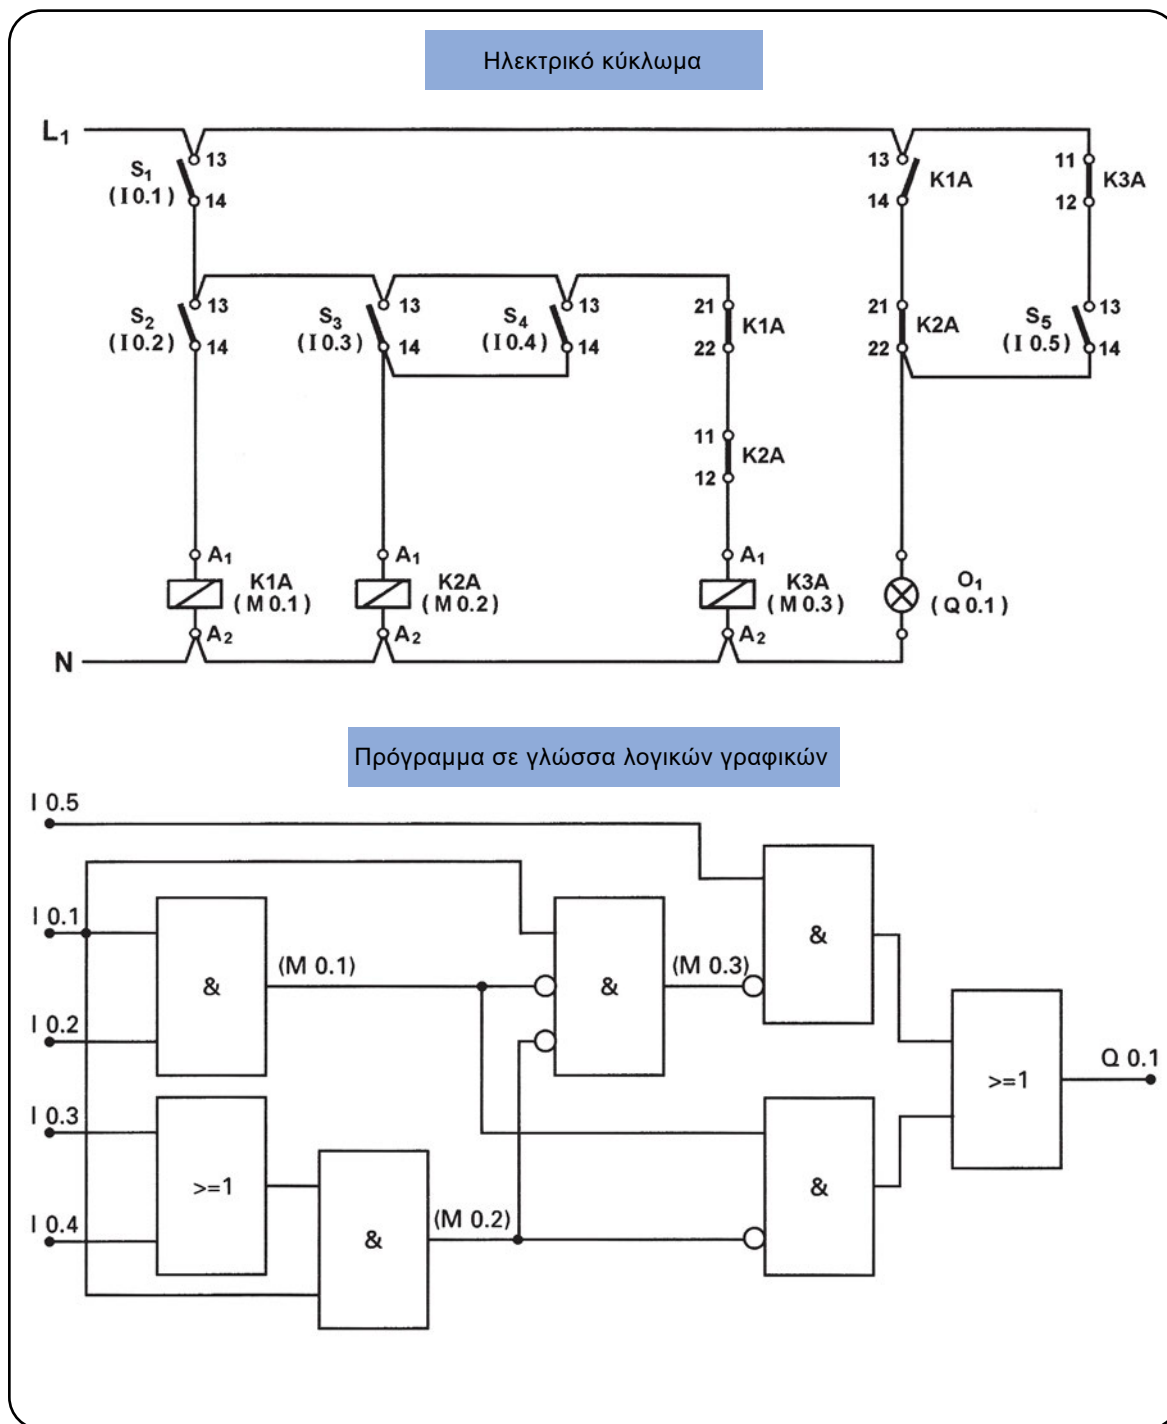 Ηλεκτρικό κύκλωμα
L1
13
S1
(I 0.1)
14
13
K1A
14
11
K3A
12
S2
(I 0.2)
13
14
S3
(I 0.3)
13
14
S4
(I 0.4)
13
14
21
K1A
22
21
K2A
22
S5
(I 0.5)
13
14
11
K2A
12
A1
K1A
(M 0.1)
A2
A1
K2A
(M 0.2)
A2
A1
K3A
(M 0.3)
A2
O1
(Q 0.1)
N
Πρόγραμμα σε γλώσσα λογικών γραφικών
I 0.5
I 0.1
&
(M 0.1)
&
(M 0.3)
&
I 0.2
I 0.3
>=1
I 0.4
&
(M 0.2)
&
>=1
Q 0.1